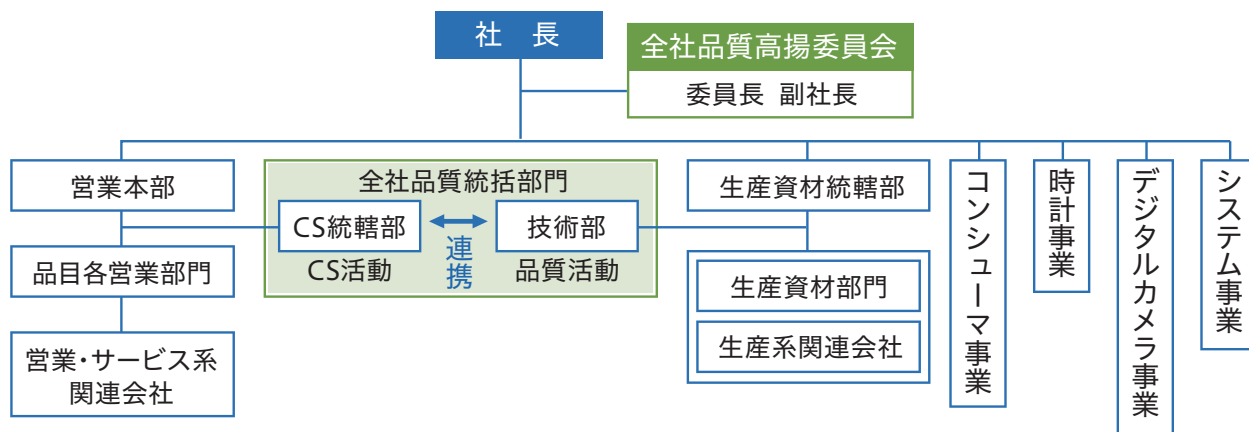 社　長
全社品質高揚委員会
委員長 副社長
営業本部
全社品質統括部門
生産資材統轄部
CS統轄部
連携
技術部
CS活動
品質活動
品目各営業部門
生産資材部門
生産系関連会社
営業・サービス系
関連会社
コンシューマ事業
時計事業
デジタルカメラ事業
システム事業